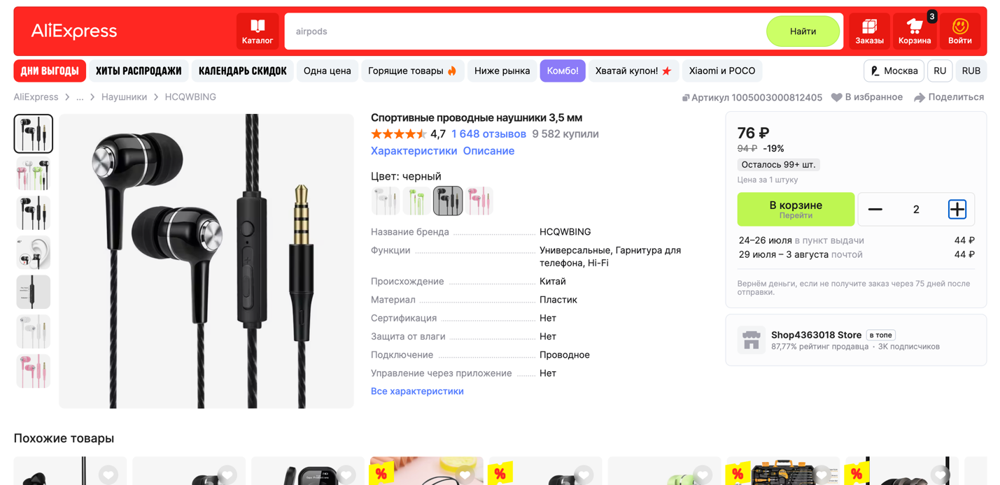 AliExpress
Каталог
airpods
Найти
Заказы
3
Корзина
Войти
ДНИ ВЫГОДЫ
ХИТЫ РАСПРОДАЖИ
КАЛЕНДАРЬ СКИДОК
Одна цена
Горящие товары
Ниже рынка
Комбо!
Хватай купон!
Xiaomi и POCO
Москва
RU
RUB
AliExpress > ... > Наушники > HCQWBING
Артикул 1005003000812405
В избранное
Поделиться
Спортивные проводные наушники 3,5 мм
4,7 1 648 отзывов 9 582 купили
Характеристики Описание
Цвет: черный
Название бренда HCQWBING
Функции Универсальные, Гарнитура для
телефона, Hi-Fi
Происхождение Китай
Материал Пластик
Сертификация Нет
Защита от влаги Нет
Подключение Проводное
Управление через приложение Нет
Все характеристики
76 ₽
94 ₽ -19%
Осталось 99+ шт.
Цена за 1 штуку
В корзине
Перейти
2
24–26 июля в пункт выдачи 44 ₽
29 июля – 3 августа почтой 44 ₽
Вернём деньги, если не получите заказ через 75 дней после
отправки.
Shop4363018 Store в топе
87,77% рейтинг продавца · 3K подписчиков
Похожие товары
%
%
%
%